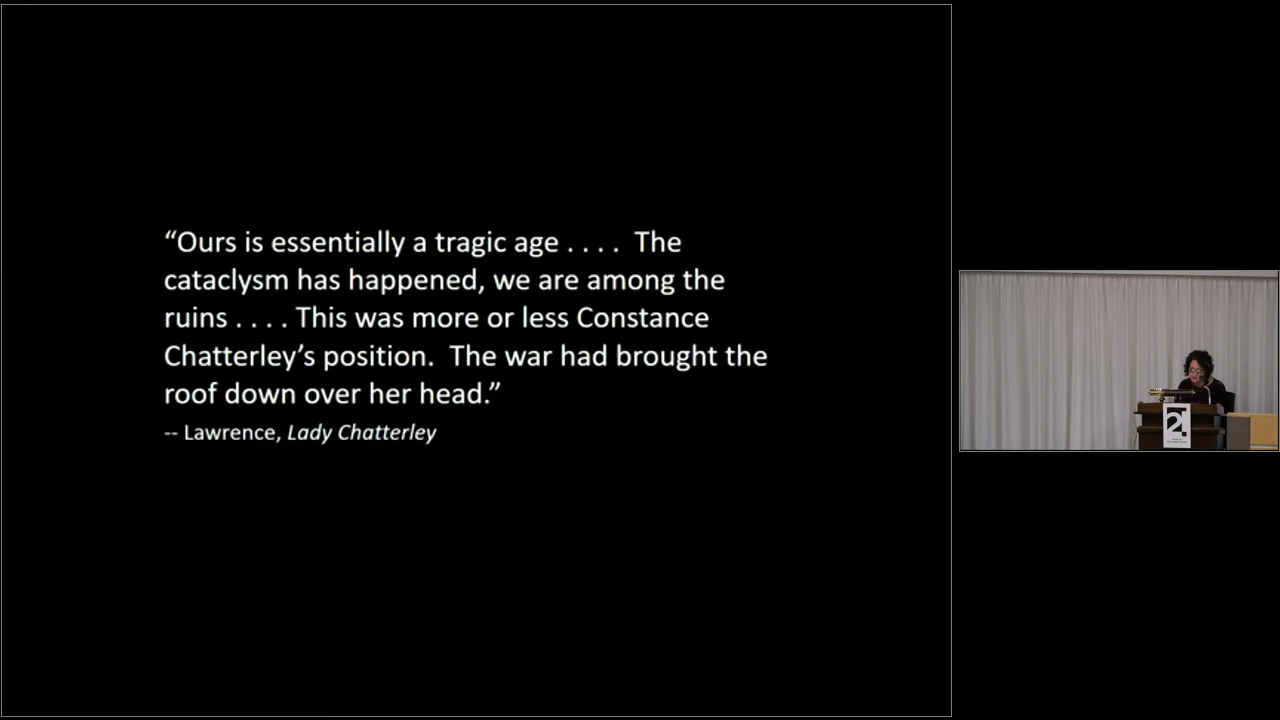 “Ours is essentially a tragic age . . . .  The
cataclysm has happened, we are among the
ruins . . . . This was more or less Constance
Chatterley’s position.  The war had brought the
roof down over her head.”
-- Lawrence, Lady Chatterley
21